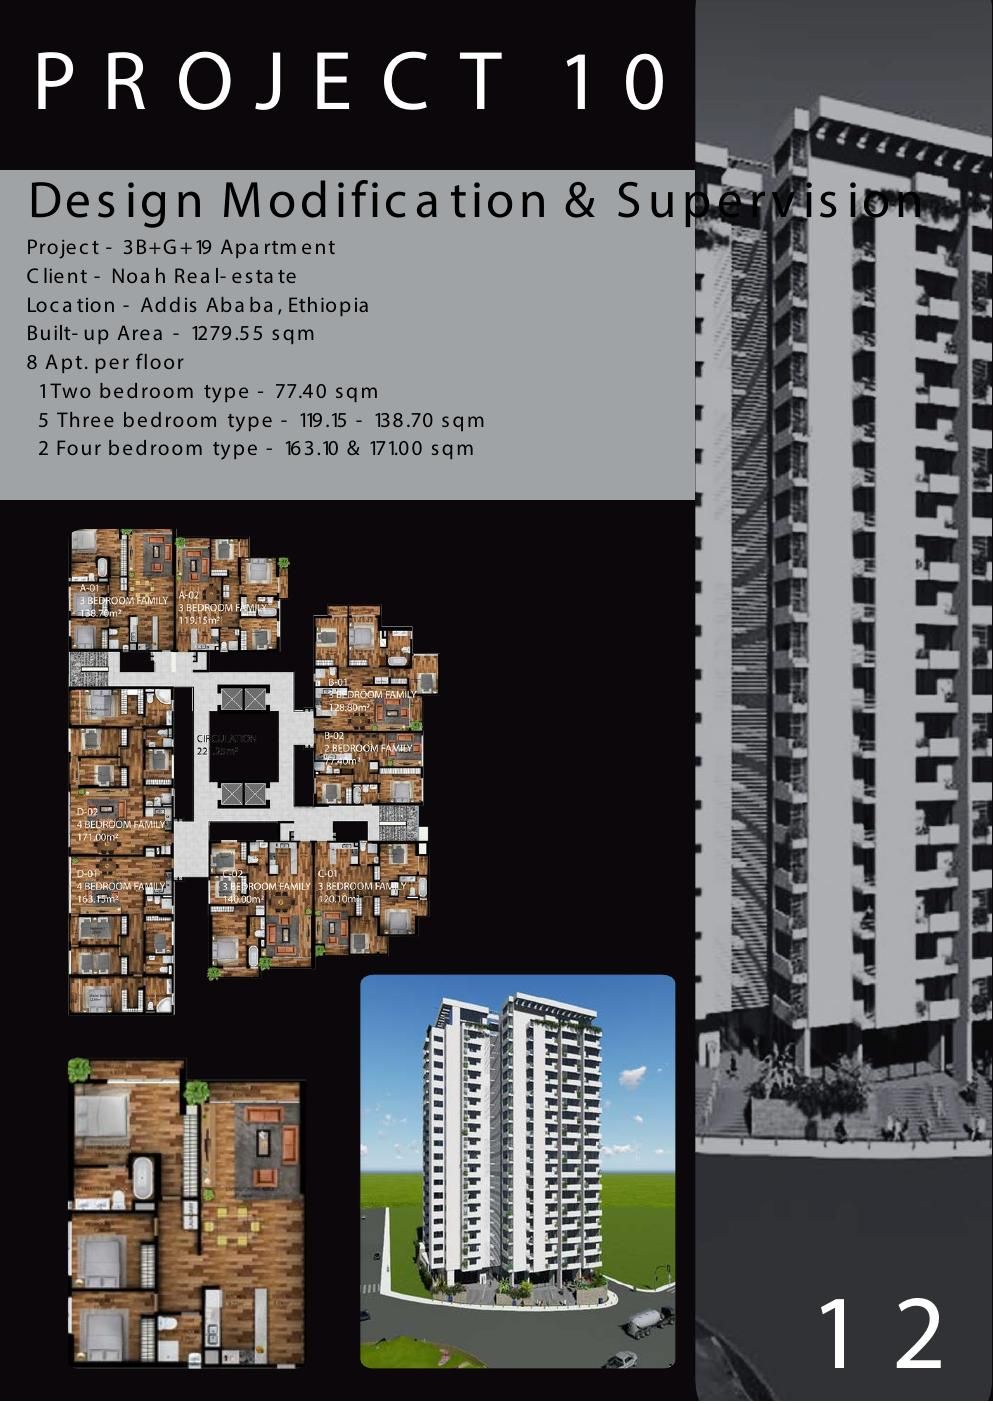 PROJECT 10
Design Modification & Supervision
Project - 3B+G+19 Apartment
Client - Noah Real-estate
Location - Addis Ababa, Ethiopia
Built-up Area - 1279.55 sqm
8 Apt. per floor
1Two bedroom type - 77.40 sqm
5 Three bedroom type - 119.15 - 138.70 sqm
2 Four bedroom type - 163.10 & 171.00 sqm
A-01
3 BEDROOM FAMILY
138.70m²
A-02
3 BEDROOM FAMILY
119.15m²
B-01
3 BEDROOM FAMILY
128.80m²
B-02
2 BEDROOM FAMILY
77.40m²
CIRCULATION
D-02
4 BEDROOM FAMILY
171.00m²
D-01
4 BEDROOM FAMILY
163.15m²
C-02
3 BEDROOM FAMILY
140.00m²
C-01
3 BEDROOM FAMILY
120.10m²
12